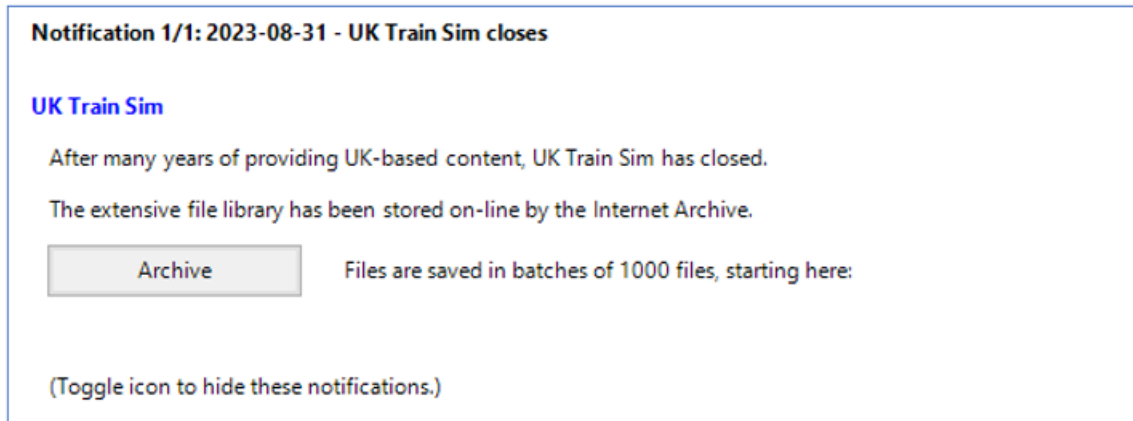 Notification 1/1: 2023-08-31 - UK Train Sim closes
UK Train Sim
After many years of providing UK-based content, UK Train Sim has closed.
The extensive file library has been stored on-line by the Internet Archive.
Archive Files are saved in batches of 1000 files, starting here:
(Toggle icon to hide these notifications.)